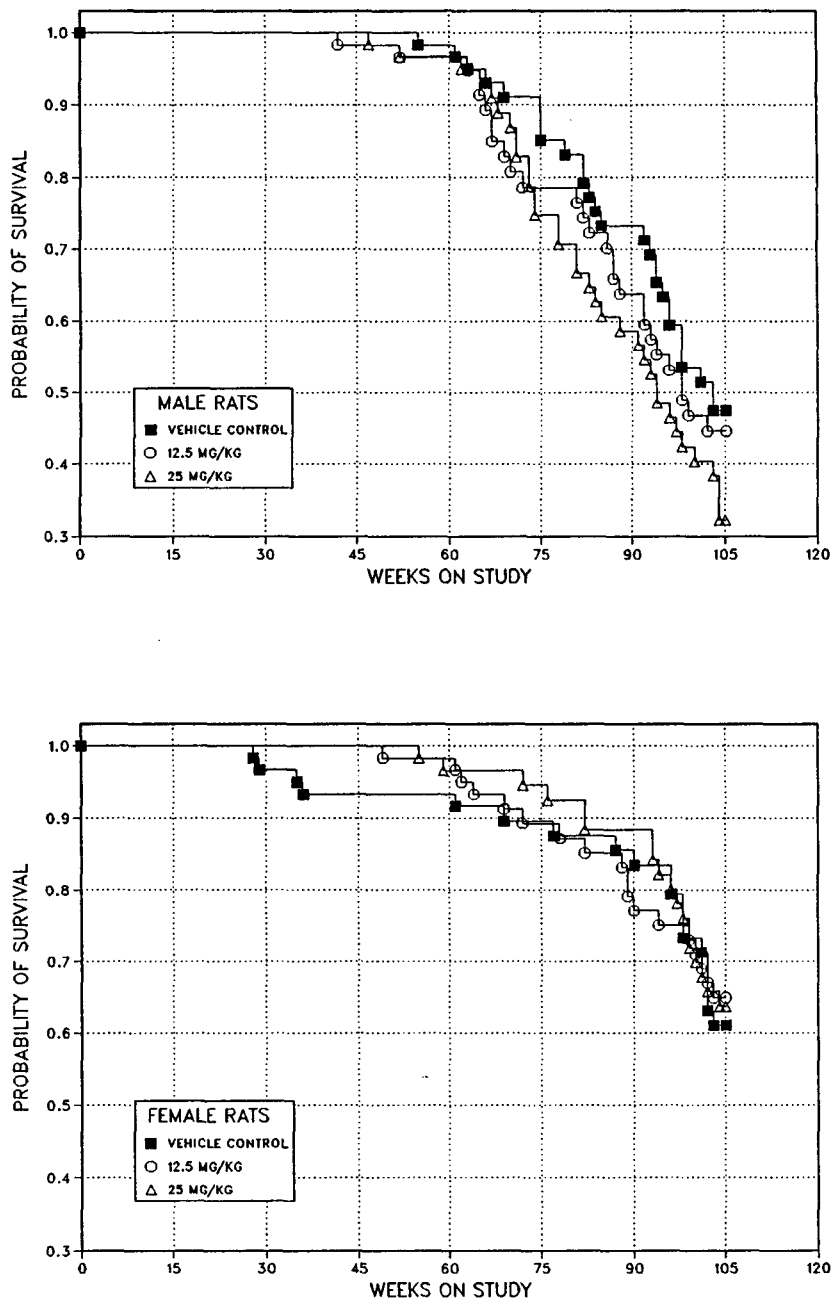 PROBABILITY OF SURVIVAL
1.0
0.9
0.8
0.7
0.6
0.5
0.4
0.3
MALE RATS
VEHICLE CONTROL
12.5 MG/KG
25 MG/KG
0 15 30 45 60 75 90 105 120
WEEKS ON STUDY
PROBABILITY OF SURVIVAL
1.0
0.9
0.8
0.7
0.6
0.5
0.4
0.3
FEMALE RATS
VEHICLE CONTROL
12.5 MG/KG
25 MG/KG
0 15 30 45 60 75 90 105 120
WEEKS ON STUDY